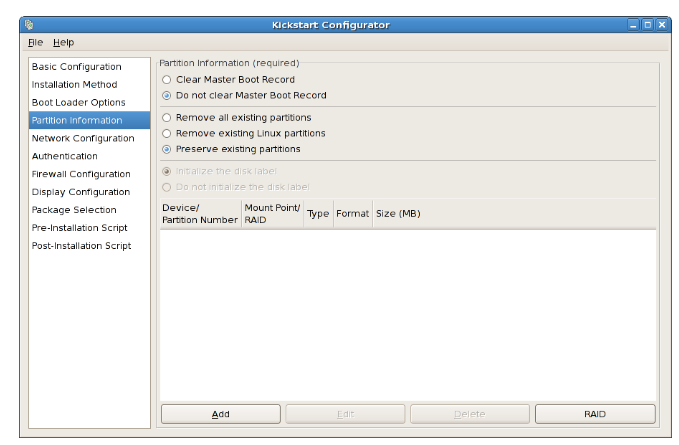 Kickstart Configurator
File Help
Basic Configuration
Installation Method
Boot Loader Options
Partition Information
Network Configuration
Authentication
Firewall Configuration
Display Configuration
Package Selection
Pre-Installation Script
Post-Installation Script
Partition Information (required)
Clear Master Boot Record
Do not clear Master Boot Record
Remove all existing partitions
Remove existing Linux partitions
Preserve existing partitions
Initialize the disk label
Do not initialize the disk label
Device/ Mount Point/
Partition Number RAID Type Format Size (MB)
Add Edit Delete RAID